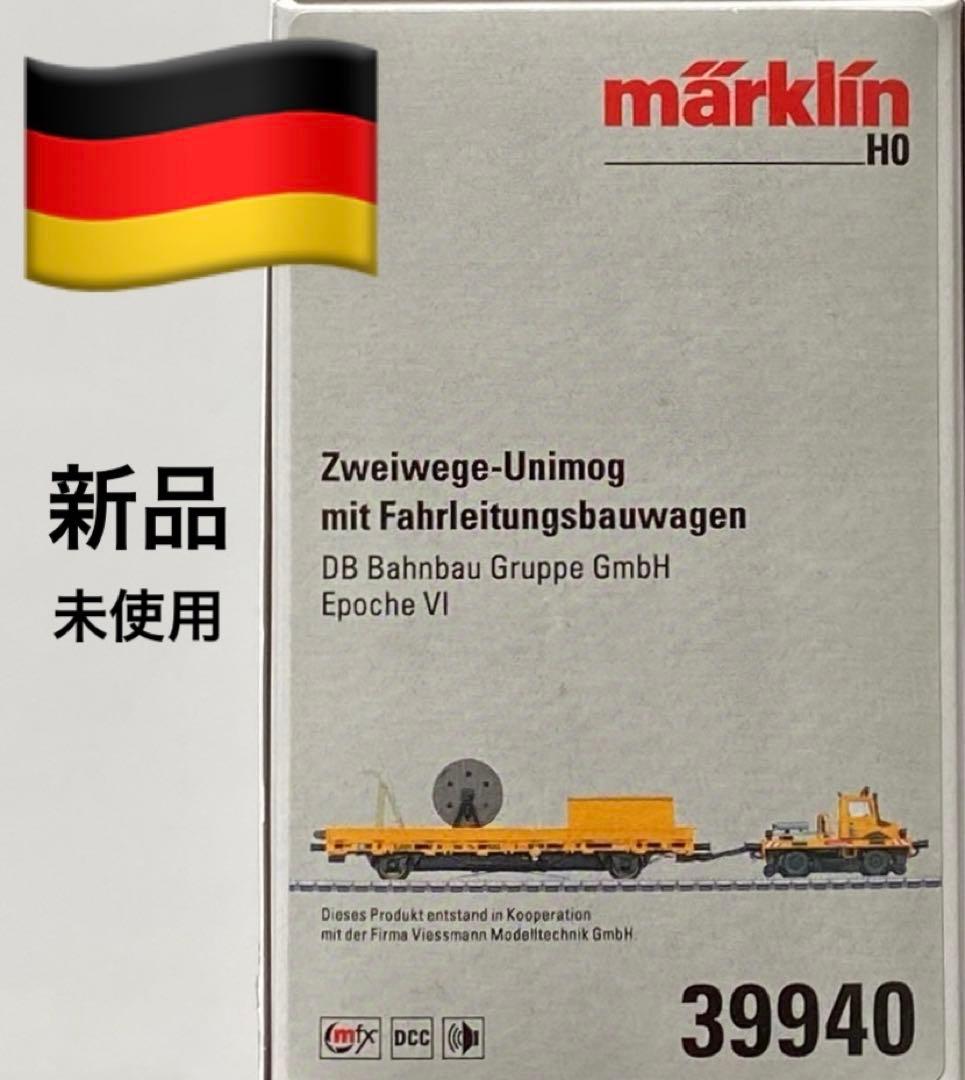 märklín
H0
新品
未使用
Zweiwege-Unimog
mit Fahrleitungsbauwagen
DB Bahnbau Gruppe GmbH
Epoche VI
Dieses Produkt entstand in Kooperation
mit der Firma Viessmann Modelltechnik GmbH.
mfx DCC
39940